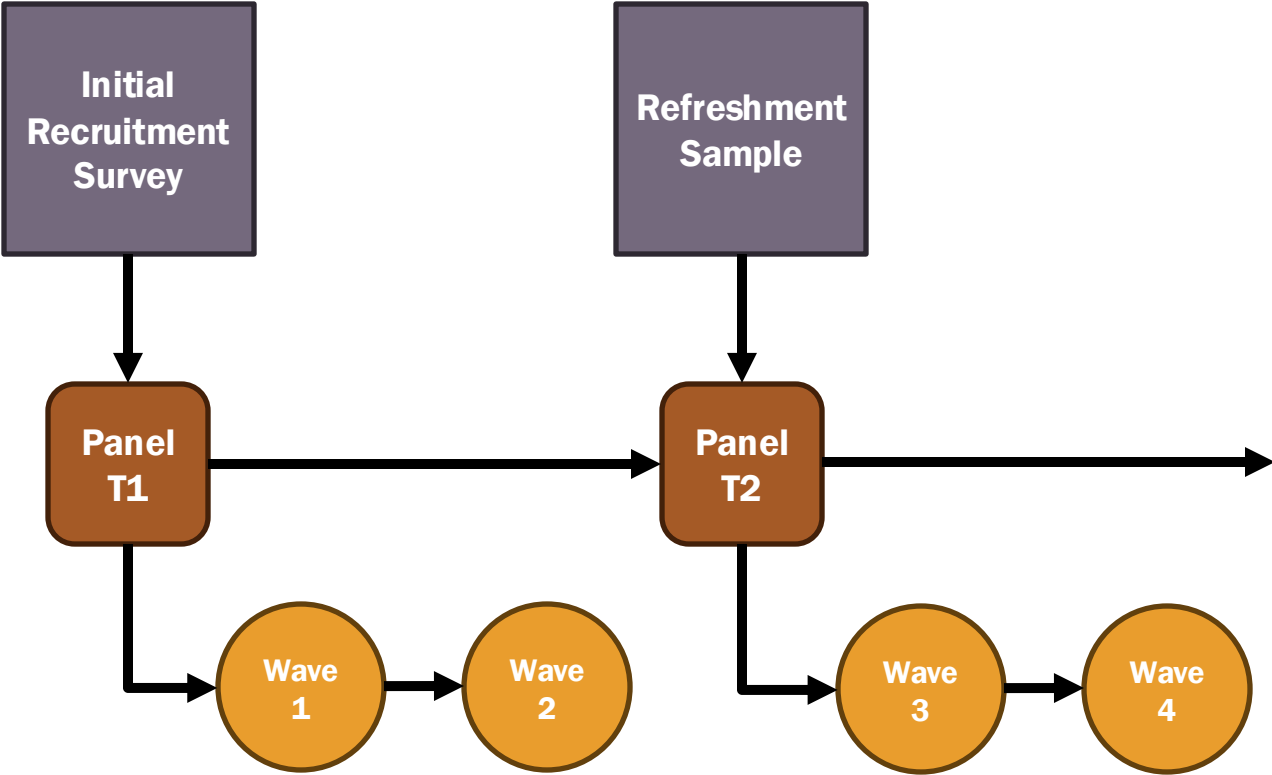 Initial
Recruitment
Survey
Refreshment
Sample
Panel
T1
Panel
T2
Wave
1
Wave
2
Wave
3
Wave
4